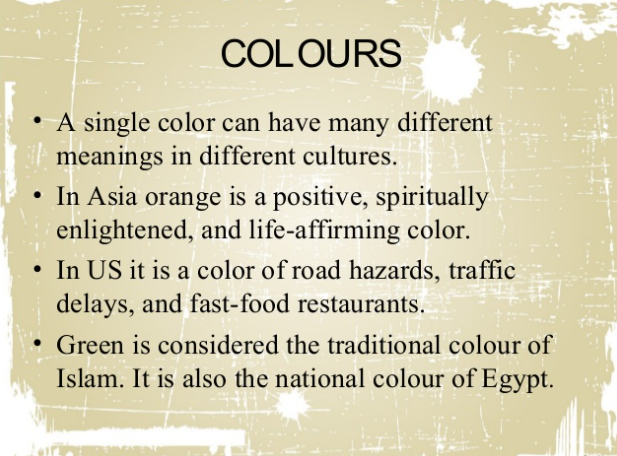 COLOURS
• A single color can have many different
meanings in different cultures.
• In Asia orange is a positive, spiritually
enlightened, and life-affirming color.
• In US it is a color of road hazards, traffic
delays, and fast-food restaurants.
• Green is considered the traditional colour of
Islam. It is also the national colour of Egypt.